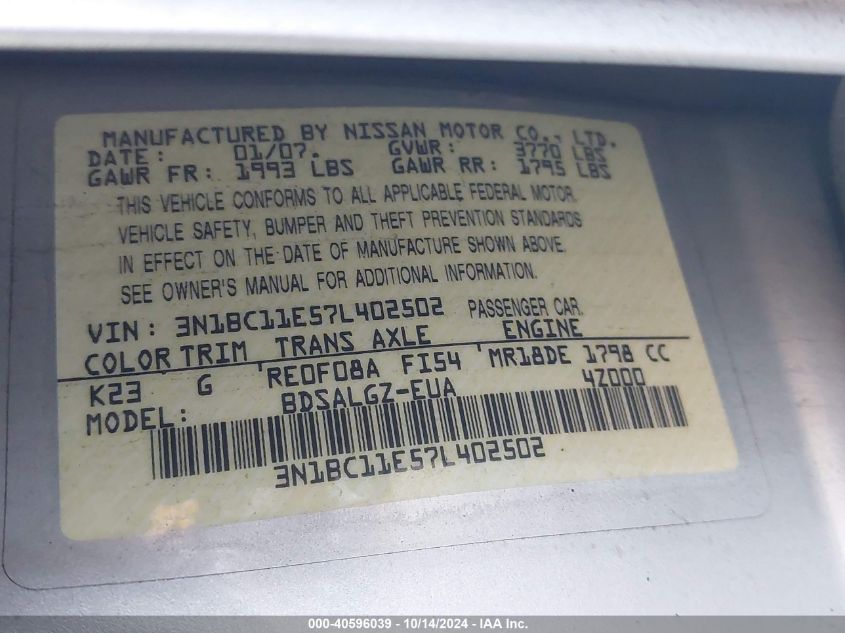 MANUFACTURED BY NISSAN MOTOR CO., LTD.
DATE: 01/07. GVWR: 3770 LBS
GAWR FR: 1993 LBS GAWR RR: 1795 LBS
THIS VEHICLE CONFORMS TO ALL APPLICABLE FEDERAL MOTOR
VEHICLE SAFETY, BUMPER AND THEFT PREVENTION STANDARDS
IN EFFECT ON THE DATE OF MANUFACTURE SHOWN ABOVE.
SEE OWNER'S MANUAL FOR ADDITIONAL INFORMATION.
VIN: 3N1BC11E57L402502 PASSENGER CAR
COLOR TRIM TRANS AXLE ENGINE
K23 G RE0F08A FI54 MR18DE 1798 CC
MODEL: BDSALGZ-EUA 4Z000
3N1BC11E57L402502
000-40596039 - 10/14/2024 - IAA Inc.